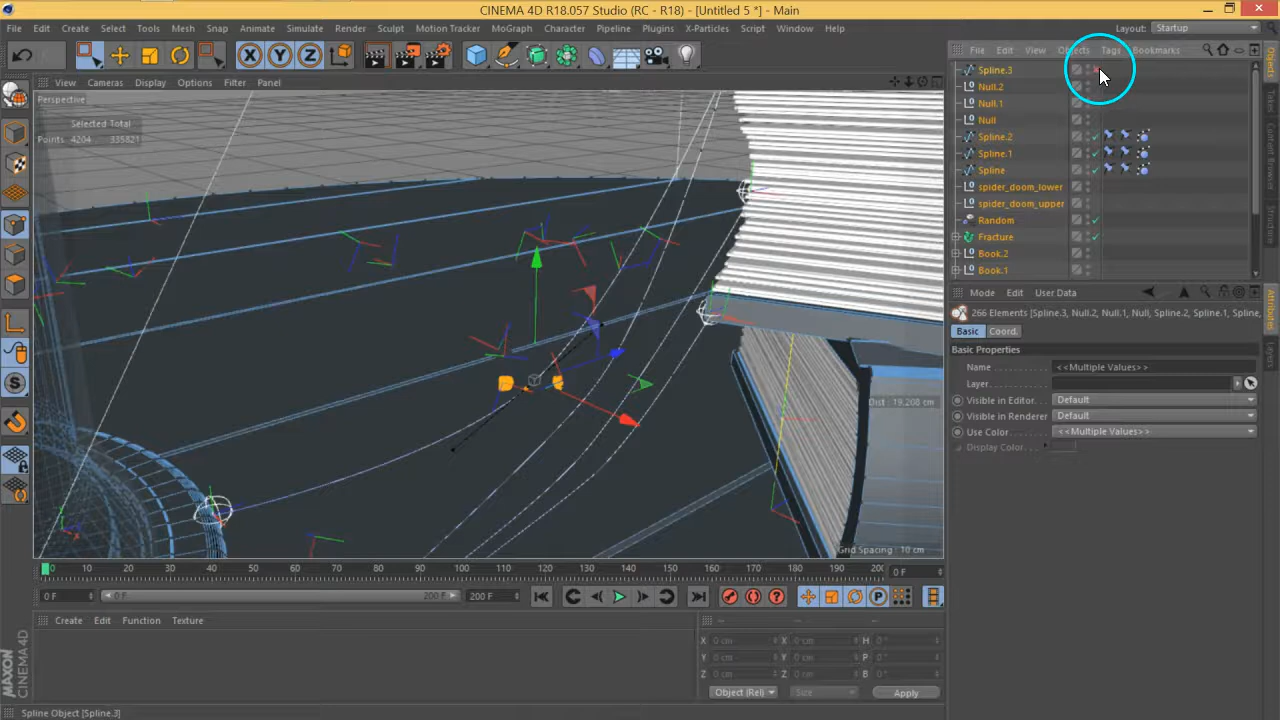 CINEMA 4D R18.057 Studio (RC - R18) - [Untitled 5 *] - Main
File Edit Create Select Tools Mesh Snap Animate Simulate Render Sculpt Motion Tracker MoGraph Character Pipeline Plugins X-Particles Script Window Help Layout: Startup
View Cameras Display Options Filter Panel
Perspective
Selected Total
Points 4204 335821
Dist : 19.208 cm
Grid Spacing : 10 cm
File Edit View Objects Tags Bookmarks
Spline.3
Null.2
Null.1
Null
Spline.2
Spline.1
Spline
spider_doom_lower
spider_doom_upper
Random
Fracture
Book.2
Book.1
Objects
Takes
Content Browser
Structure
Mode Edit User Data
266 Elements [Spline.3, Null.2, Null.1, Null, Spline.2, Spline.1, Spline,
Basic Coord.
Basic Properties
Name <<Multiple Values>>
Layer
Visible in Editor Default
Visible in Renderer Default
Use Color <<Multiple Values>>
Display Color
Attributes
Layers
0 10 20 30 40 50 60 70 80 90 100 110 120 130 140 150 160 170 180 190 200 0 F
0 F 0 F 200 F 200 F
Create Edit Function Texture
-- -- --
X 0 cm X 0 cm H 0 °
Y 0 cm Y 0 cm P 0 °
Z 0 cm Z 0 cm B 0 °
Object (Rel) Size Apply
MAXON
CINEMA 4D
Spline Object [Spline.3]